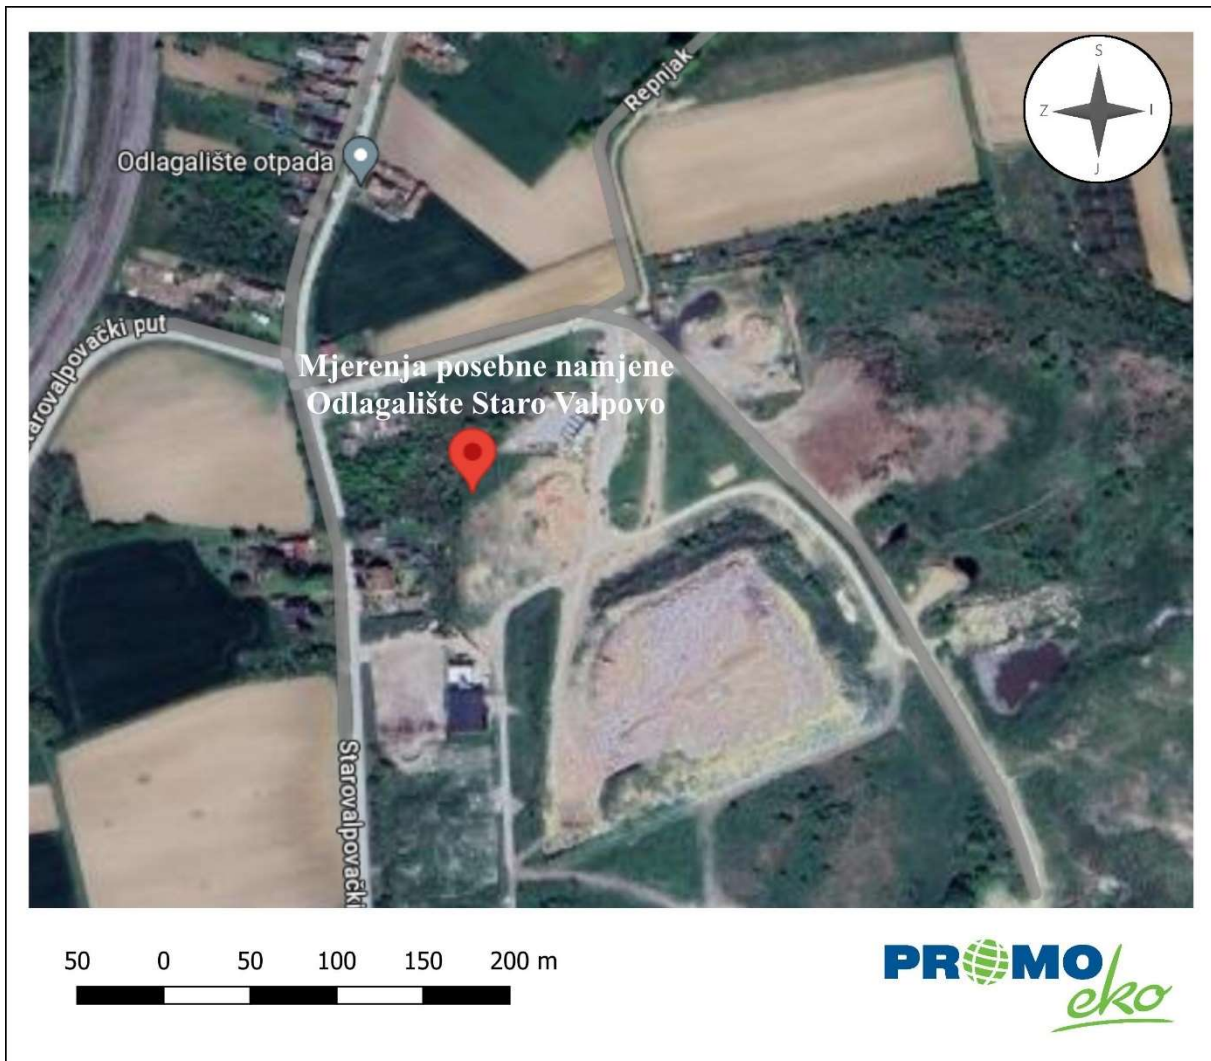 S
Z
I
J
Repnjak
Odlagalište otpada
Starovalpovački put
Mjerenja posebne namjene
Odlagalište Staro Valpovo
Starovalpovački
50 0 50 100 150 200 m
PROMO
eko